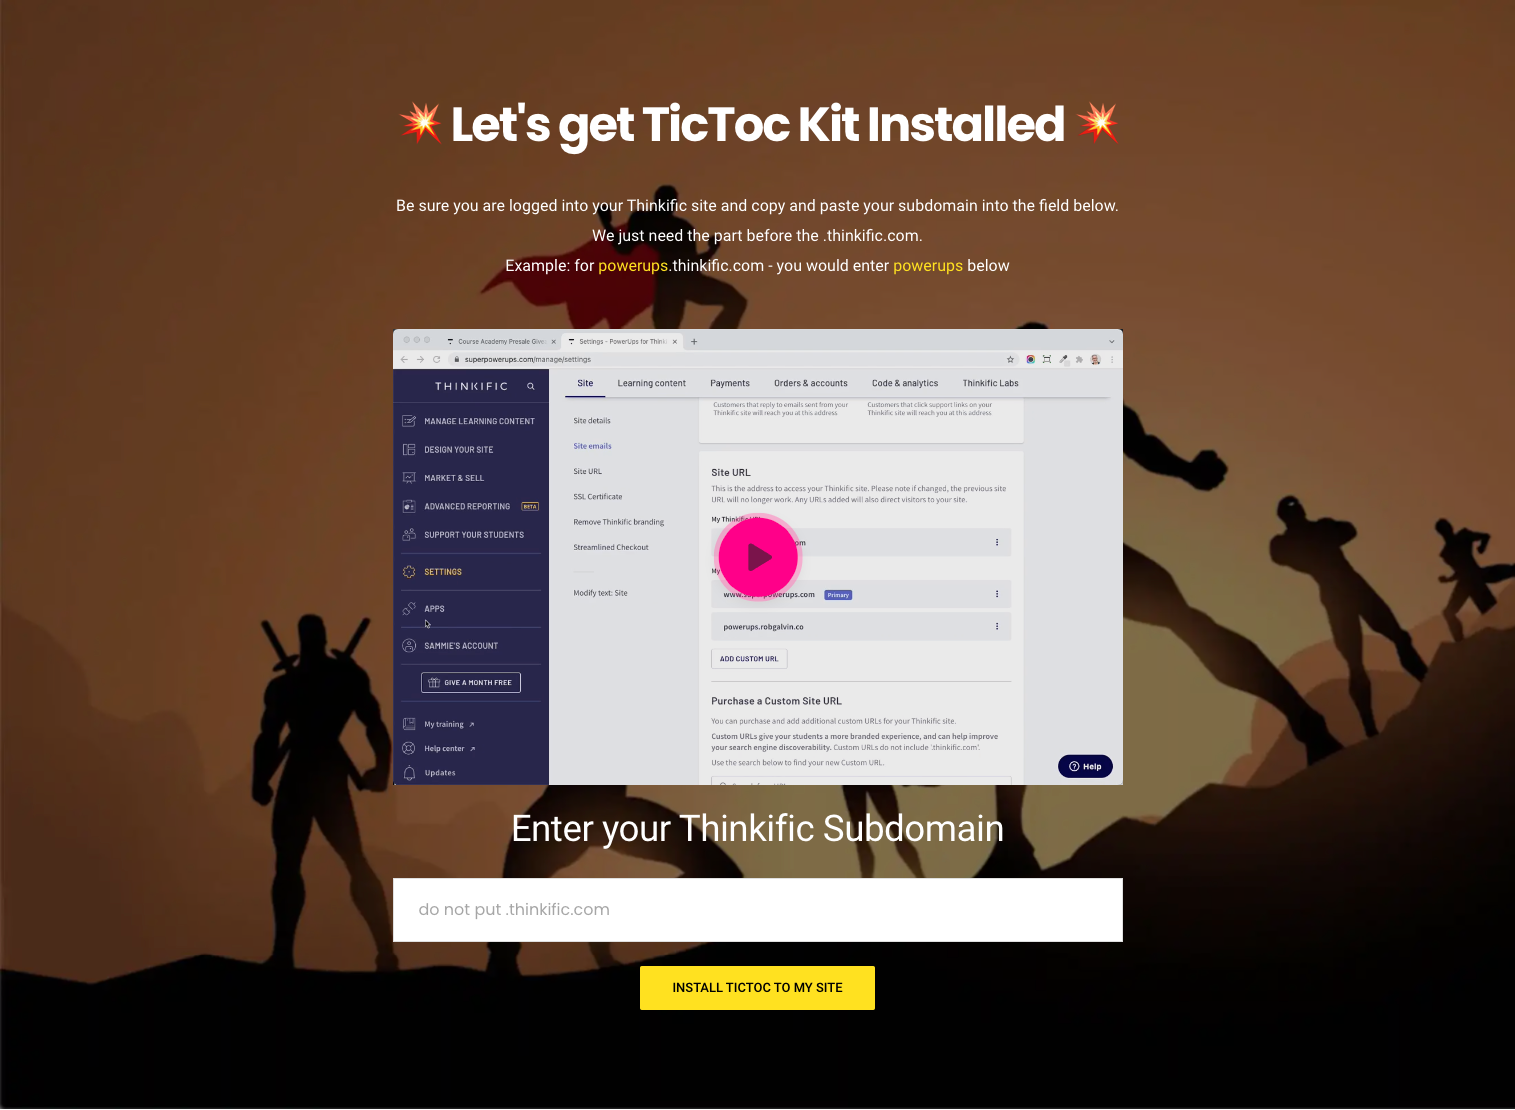 💥 Let's get TicToc Kit Installed 💥
Be sure you are logged into your Thinkific site and copy and paste your subdomain into the field below.
We just need the part before the .thinkific.com.
Example: for powerups.thinkific.com - you would enter powerups below
Course Academy Presale Give
Settings - PowerUps for Think
superpowerups.com/manage/settings
THINKIFIC
MANAGE LEARNING CONTENT
DESIGN YOUR SITE
MARKET & SELL
ADVANCED REPORTING BETA
SUPPORT YOUR STUDENTS
SETTINGS
APPS
SAMMIE'S ACCOUNT
GIVE A MONTH FREE
My training
Help center
Updates
Site Learning content Payments Orders & accounts Code & analytics Thinkific Labs
Site details
Site emails
Site URL
SSL Certificate
Remove Thinkific branding
Streamlined Checkout
Modify text: Site
Customers that reply to emails sent from your
Thinkific site will reach you at this address
Customers that click support links on your
Thinkific site will reach you at this address
Site URL
This is the address to access your Thinkific site. Please note if changed, the previous site
URL will no longer work. Any URLs added will also direct visitors to your site.
My
om
My
www. erups.com Primary
powerups.robgalvin.co
ADD CUSTOM URL
Purchase a Custom Site URL
You can purchase and add additional custom URLs for your Thinkific site.
Custom URLs give your students a more branded experience, and can help improve
your search engine discoverability. Custom URLs do not include '.thinkific.com'.
Use the search below to find your new Custom URL.
Help
Enter your Thinkific Subdomain
do not put .thinkific.com
INSTALL TICTOC TO MY SITE